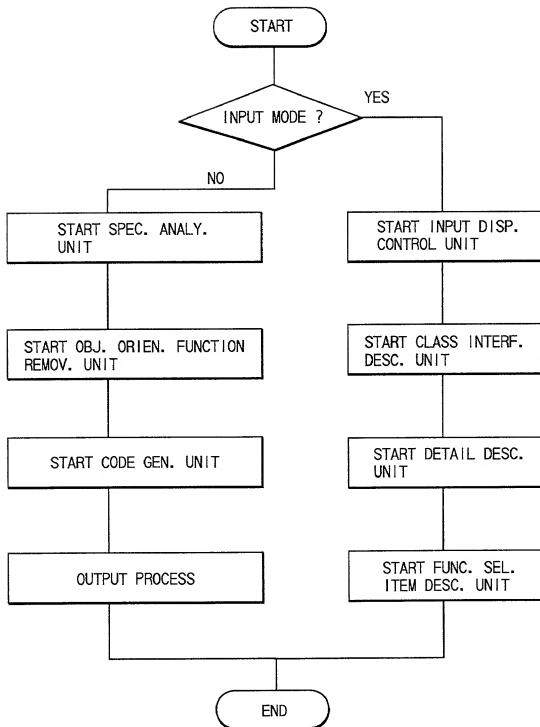 START
INPUT MODE ?
YES
NO
START SPEC. ANALY.
UNIT
START OBJ. ORIEN. FUNCTION
REMOV. UNIT
START CODE GEN. UNIT
OUTPUT PROCESS
START INPUT DISP.
CONTROL UNIT
START CLASS INTERF.
DESC. UNIT
START DETAIL DESC.
UNIT
START FUNC. SEL.
ITEM DESC. UNIT
END